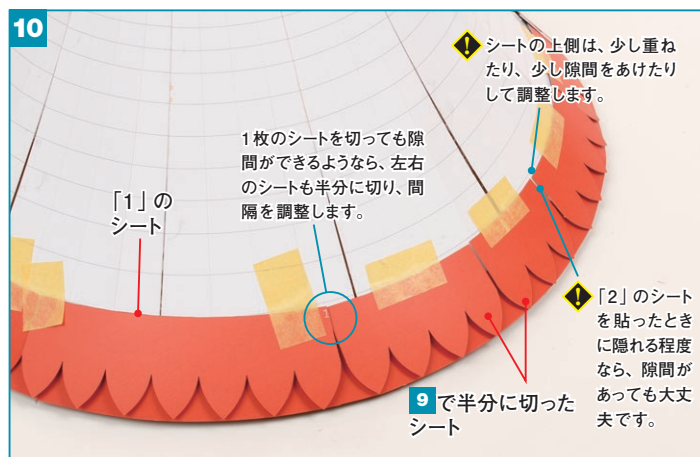 10
シートの上側は、少し重ね
たり、少し隙間をあけたり
して調整します。
1枚のシートを切っても隙
間ができるようなら、左右
のシートも半分に切り、間
隔を調整します。
「1」の
シート
「2」のシート
を貼ったとき
に隠れる程度
なら、隙間が
あっても大丈
夫です。
9で半分に切った
シート